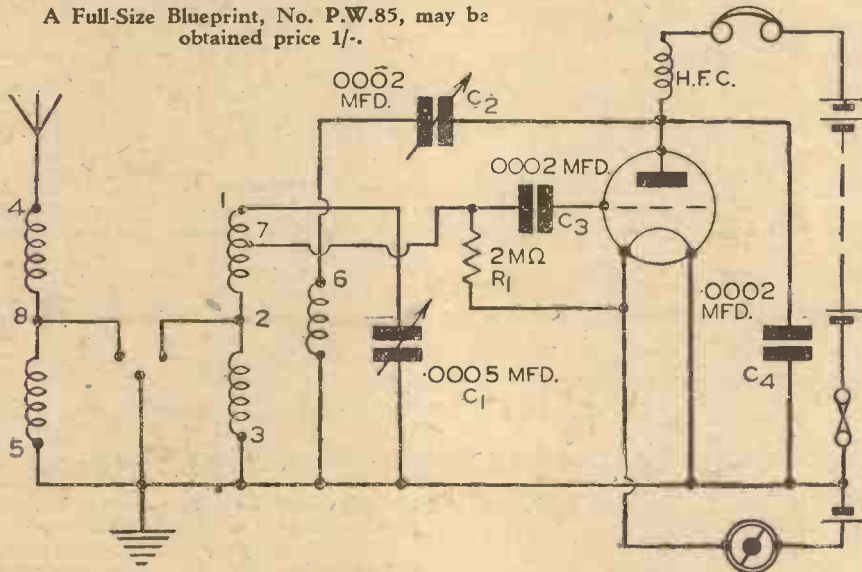 A Full-Size Blueprint, No. P.W.85, may be
obtained price 1/-.
·0002
MFD.
C2
H.F.C.
·0002 MFD.
C3
4
1
7
2MΩ
R1
6
·0002
MFD.
8
2
·0005 MFD.
C1
C4
5
3